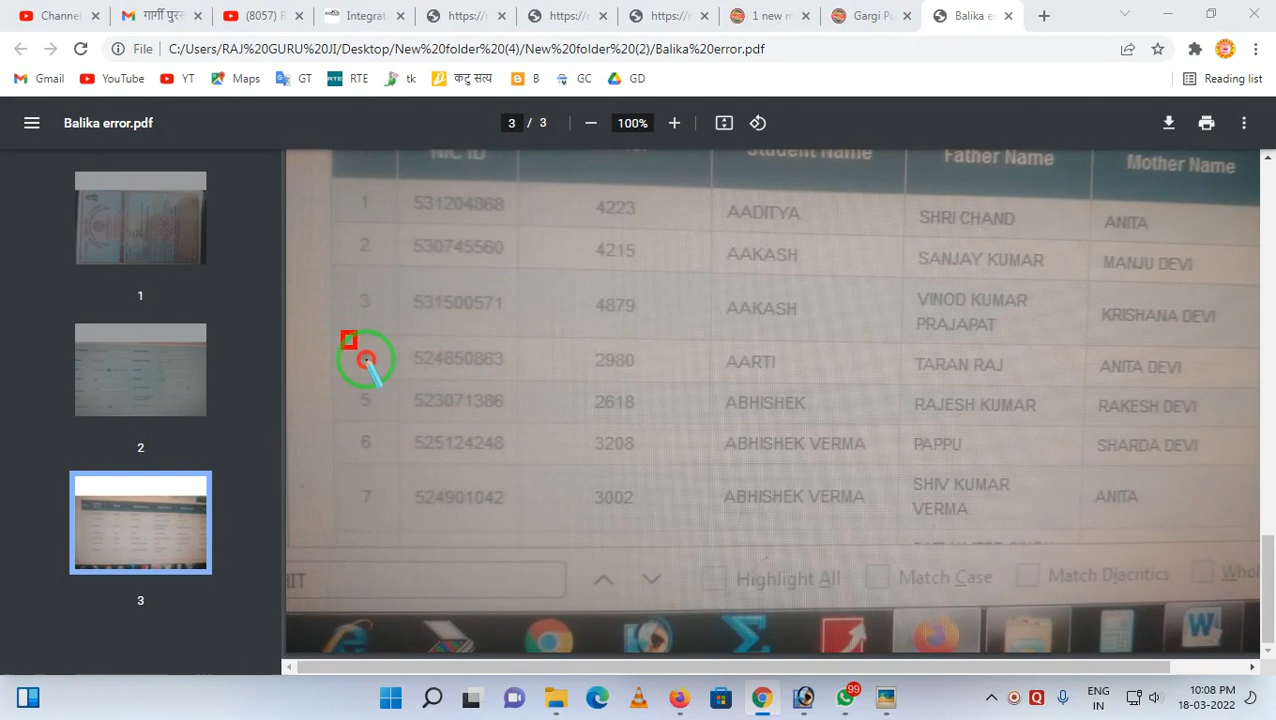 Channel
गार्गी पुरस
(8057) R
Integrat
https://r
https://r
https://r
1 new m
Gargi Pu
Balika er
File
C:/Users/RAJ%20GURU%20JI/Desktop/New%20folder%20(4)/New%20folder%20(2)/Balika%20error.pdf
Gmail YouTube YT Maps GT RTE tk कटु सत्य B GC GD Reading list
Balika error.pdf 3 / 3 100%
NIC ID Student Name Father Name Mother Name
1 531204868 4223 AADITYA SHRI CHAND ANITA
2 530745560 4215 AAKASH SANJAY KUMAR MANJU DEVI
3 531500571 4879 AAKASH VINOD KUMAR PRAJAPAT KRISHANA DEVI
524850863 2980 AARTI TARAN RAJ ANITA DEVI
5 523071386 2618 ABHISHEK RAJESH KUMAR RAKESH DEVI
6 525124248 3208 ABHISHEK VERMA PAPPU SHARDA DEVI
7 524901042 3002 ABHISHEK VERMA SHIV KUMAR VERMA ANITA
HIT Highlight All Match Case Match Diacritics Whol
1
2
3
99
ENG
IN
10:08 PM
18-03-2022